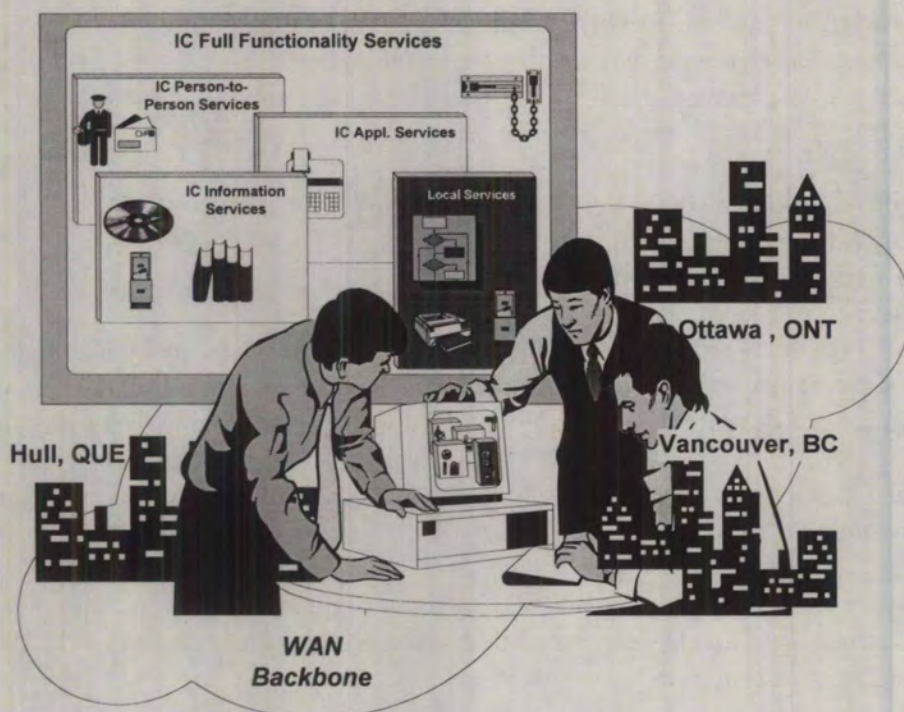 IC Full Functionality Services
IC Person-to-
Person Services
IC Appl. Services
IC Information
Services
Local Services
Ottawa , ONT
Vancouver, BC
Hull, QUE
WAN
Backbone